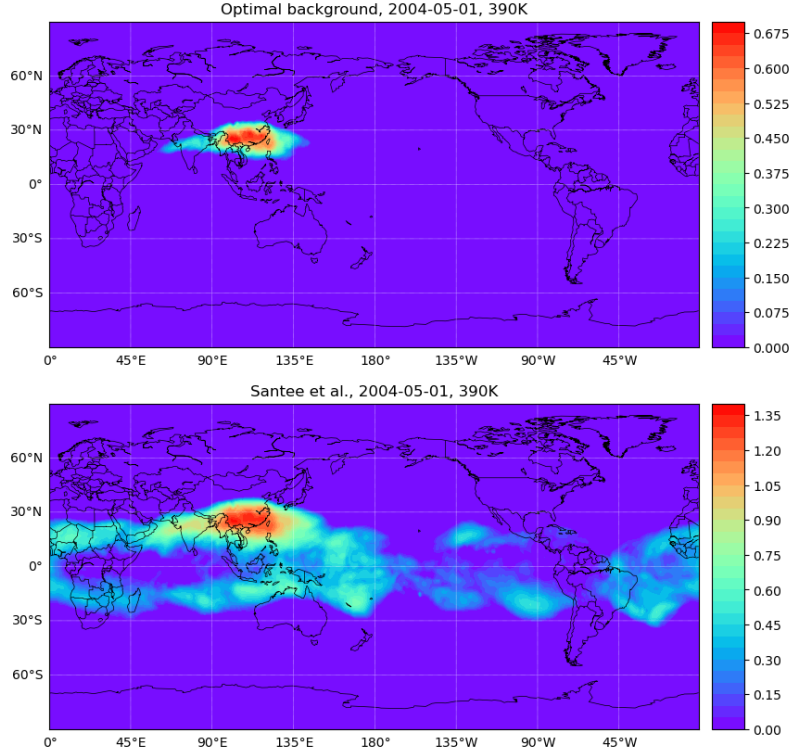 Optimal background, 2004-05-01, 390K
60°N
30°N
0°
30°S
60°S
0° 45°E 90°E 135°E 180° 135°W 90°W 45°W
0.675
0.600
0.525
0.450
0.375
0.300
0.225
0.150
0.075
0.000
Santee et al., 2004-05-01, 390K
60°N
30°N
0°
30°S
60°S
0° 45°E 90°E 135°E 180° 135°W 90°W 45°W
1.35
1.20
1.05
0.90
0.75
0.60
0.45
0.30
0.15
0.00